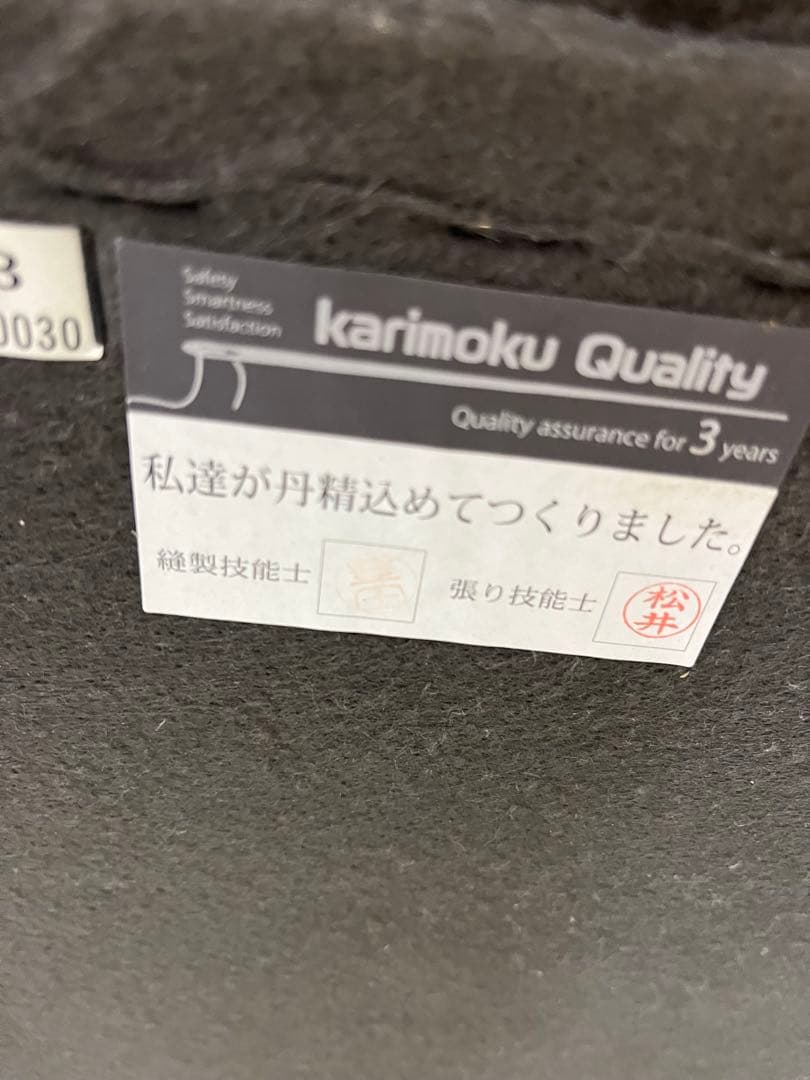 3
0030
Safety
Smartness
Satisfaction
karimoku Quality
Quality assurance for 3 years
私達が丹精込めてつくりました。
縫製技能士
張り技能士
松井